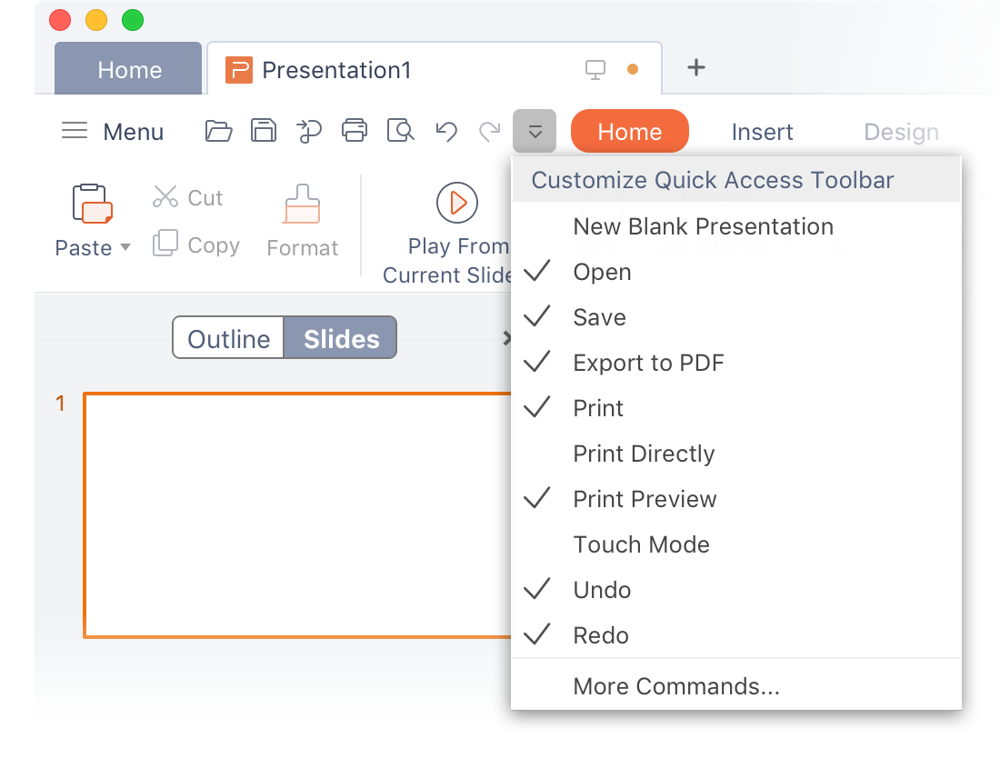 Home
Presentation1
Menu
Home
Insert
Design
Customize Quick Access Toolbar
Paste
Cut
Copy
Format
Play From
Current Slide
New Blank Presentation
Open
Save
Export to PDF
Print
Print Directly
Print Preview
Touch Mode
Undo
Redo
More Commands...
Outline
Slides
1